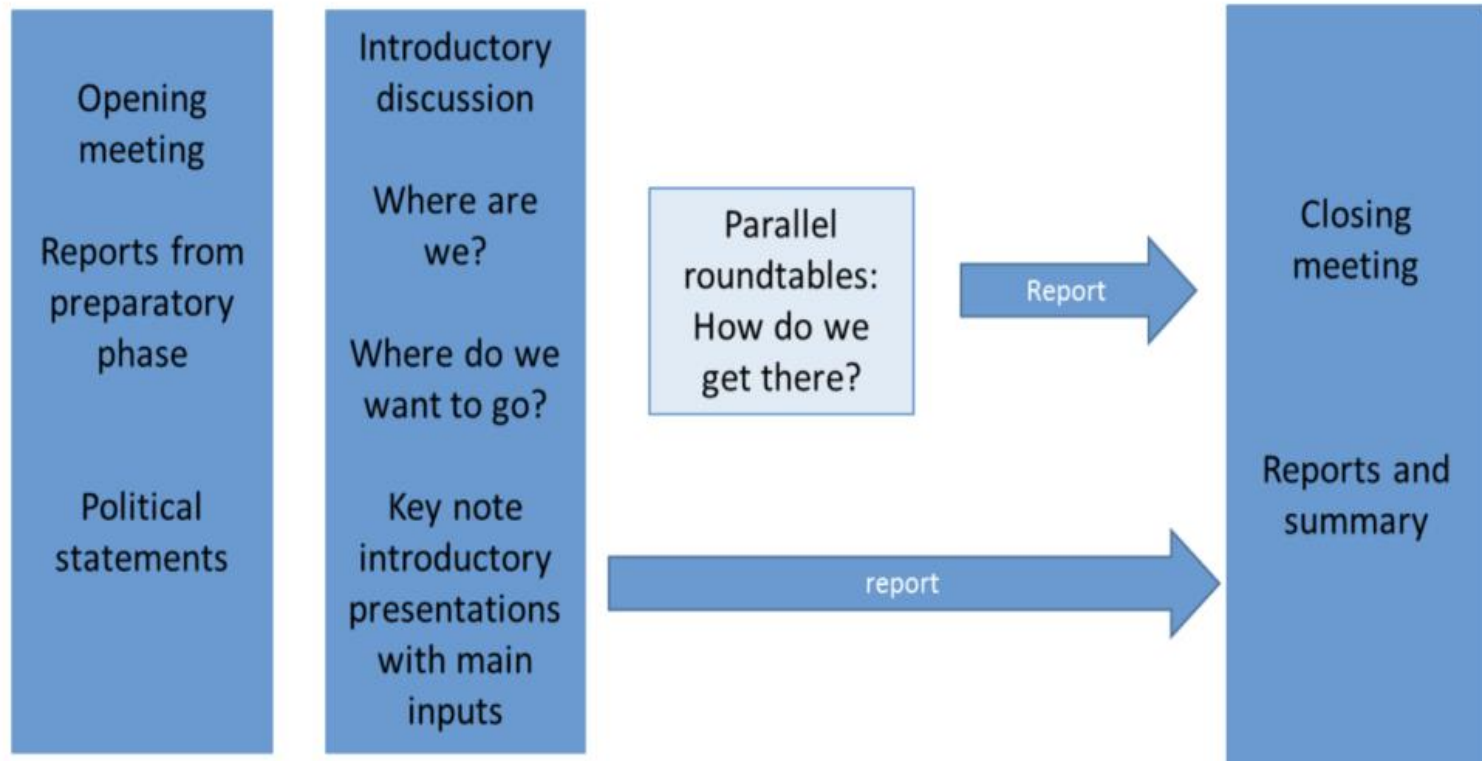 Opening
meeting
Reports from
preparatory
phase
Political
statements
Introductory
discussion
Where are
we?
Where do we
want to go?
Key note
introductory
presentations
with main
inputs
Parallel
roundtables:
How do we
get there?
Report
report
Closing
meeting
Reports and
summary